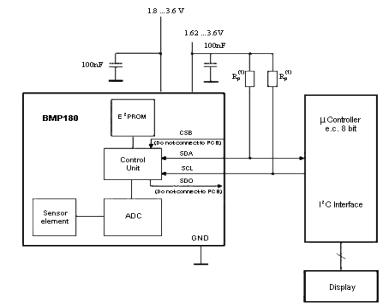 1.8 ...3.6 V
1.62 ...3.6V
100nF
100nF
Rp(1)
Rp(1)
BMP180
E²PROM
CSB
(Do not connect to PCB)
SDA
Control
Unit
SCL
SDO
(Do not connect to PCB)
Sensor
element
ADC
GND
µ Controller
e.c. 8 bit
I²C Interface
Display